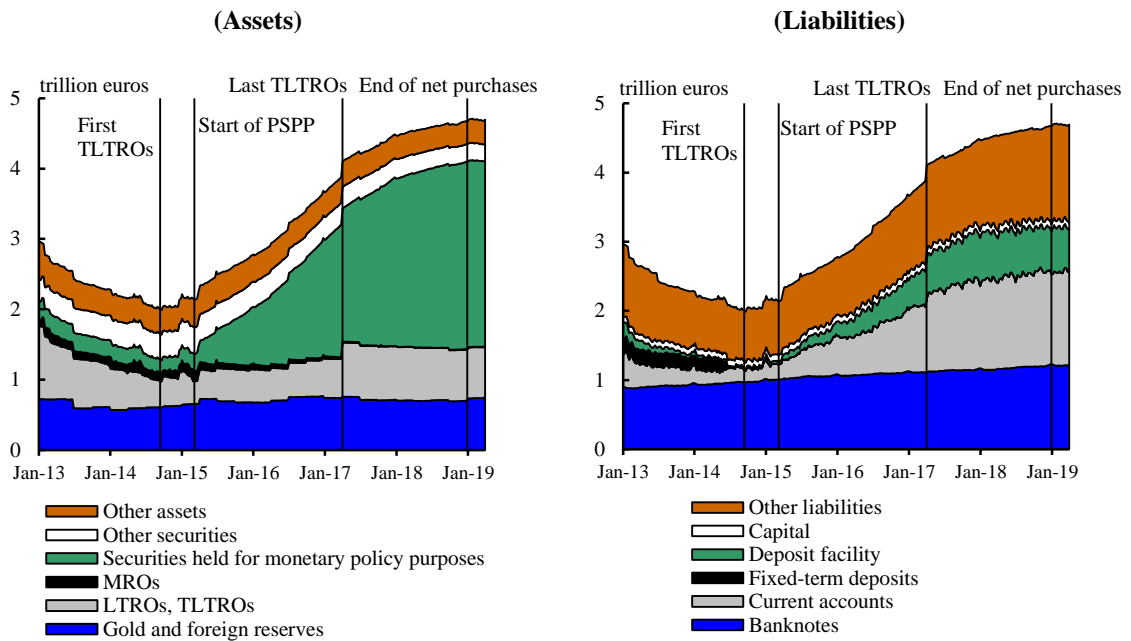 (Assets)
trillion euros
Last TLTROs
End of net purchases
First
TLTROs
Start of PSPP
5
4
3
2
1
0
Jan-13
Jan-14
Jan-15
Jan-16
Jan-17
Jan-18
Jan-19
Other assets
Other securities
Securities held for monetary policy purposes
MROs
LTROs, TLTROs
Gold and foreign reserves
(Liabilities)
trillion euros
Last TLTROs
End of net purchases
First
TLTROs
Start of PSPP
5
4
3
2
1
0
Jan-13
Jan-14
Jan-15
Jan-16
Jan-17
Jan-18
Jan-19
Other liabilities
Capital
Deposit facility
Fixed-term deposits
Current accounts
Banknotes